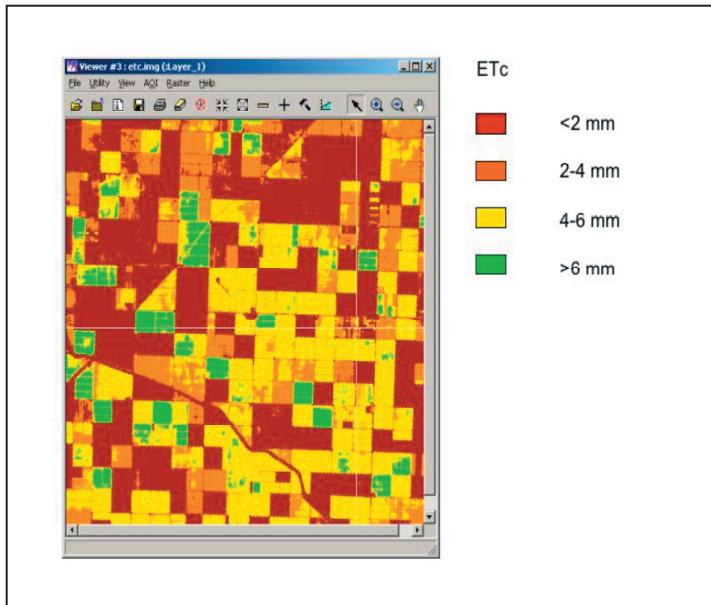 Viewer #3 : etc.img (:Layer_1)
File Utility View AOI Raster Help
ETc
<2 mm
2-4 mm
4-6 mm
>6 mm